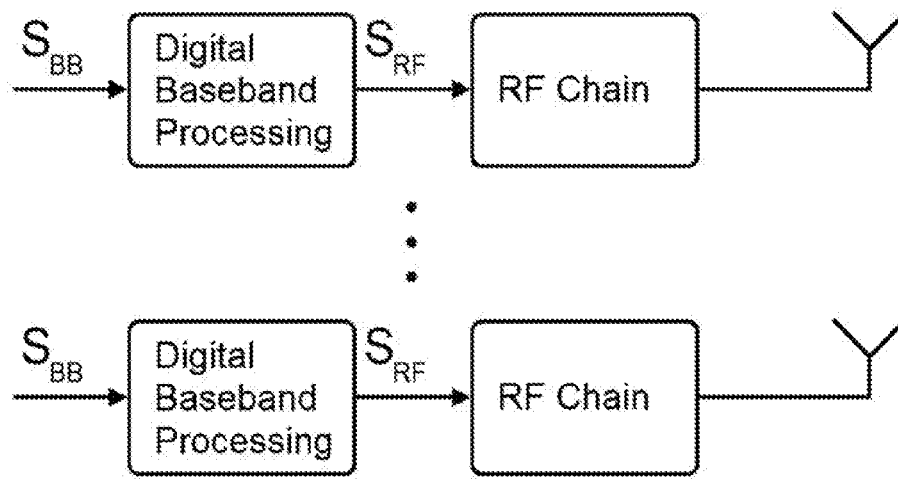 S_BB
Digital
Baseband
Processing
S_RF
RF Chain
S_BB
Digital
Baseband
Processing
S_RF
RF Chain